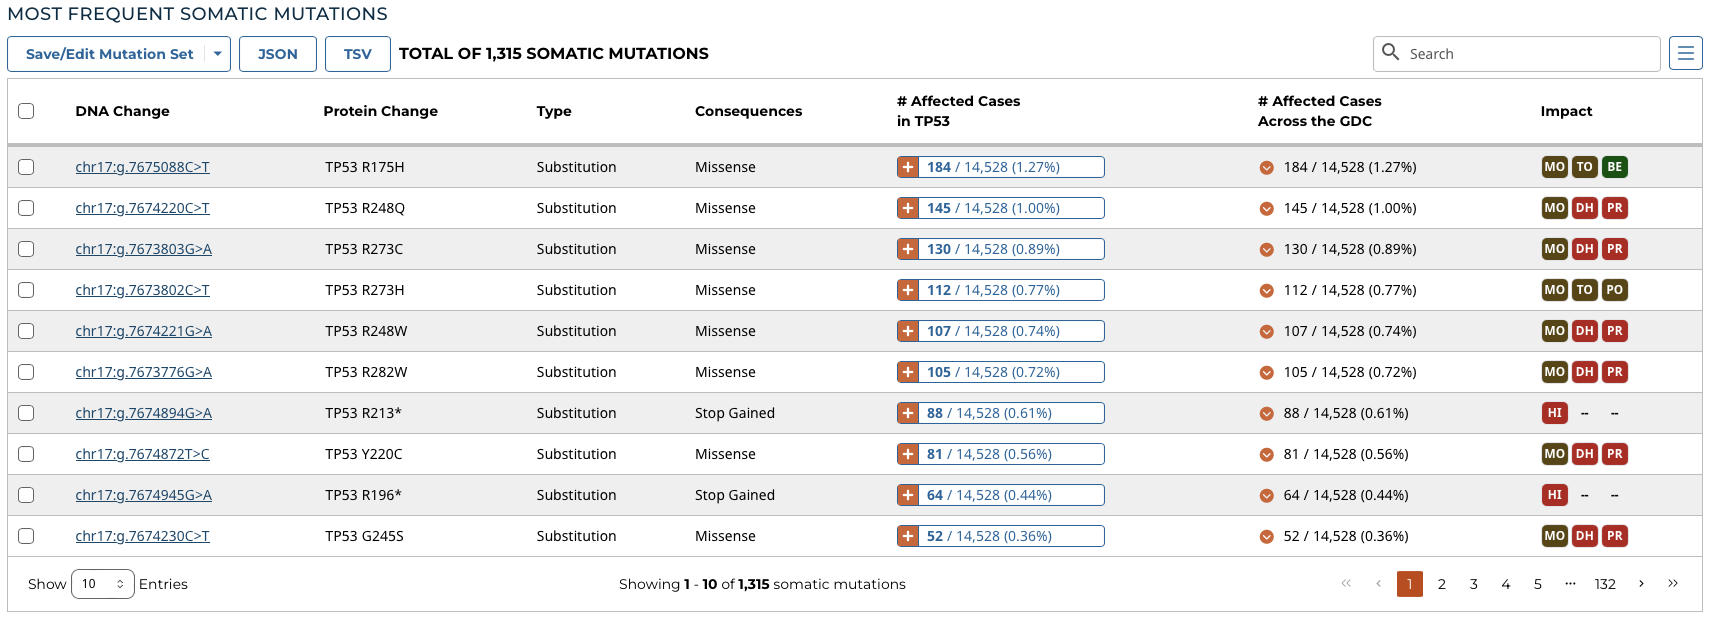 MOST FREQUENT SOMATIC MUTATIONS
Save/Edit Mutation Set JSON TSV TOTAL OF 1,315 SOMATIC MUTATIONS Search
DNA Change Protein Change Type Consequences # Affected Cases in TP53 # Affected Cases Across the GDC Impact
chr17:g.7675088C>T TP53 R175H Substitution Missense 184 / 14,528 (1.27%) 184 / 14,528 (1.27%) MO TO BE
chr17:g.7674220C>T TP53 R248Q Substitution Missense 145 / 14,528 (1.00%) 145 / 14,528 (1.00%) MO DH PR
chr17:g.7673803G>A TP53 R273C Substitution Missense 130 / 14,528 (0.89%) 130 / 14,528 (0.89%) MO DH PR
chr17:g.7673802C>T TP53 R273H Substitution Missense 112 / 14,528 (0.77%) 112 / 14,528 (0.77%) MO TO PO
chr17:g.7674221G>A TP53 R248W Substitution Missense 107 / 14,528 (0.74%) 107 / 14,528 (0.74%) MO DH PR
chr17:g.7673776G>A TP53 R282W Substitution Missense 105 / 14,528 (0.72%) 105 / 14,528 (0.72%) MO DH PR
chr17:g.7674894G>A TP53 R213* Substitution Stop Gained 88 / 14,528 (0.61%) 88 / 14,528 (0.61%) HI -- --
chr17:g.7674872T>C TP53 Y220C Substitution Missense 81 / 14,528 (0.56%) 81 / 14,528 (0.56%) MO DH PR
chr17:g.7674945G>A TP53 R196* Substitution Stop Gained 64 / 14,528 (0.44%) 64 / 14,528 (0.44%) HI -- --
chr17:g.7674230C>T TP53 G245S Substitution Missense 52 / 14,528 (0.36%) 52 / 14,528 (0.36%) MO DH PR
Show 10 Entries Showing 1 - 10 of 1,315 somatic mutations << < 1 2 3 4 5 ... 132 > >>